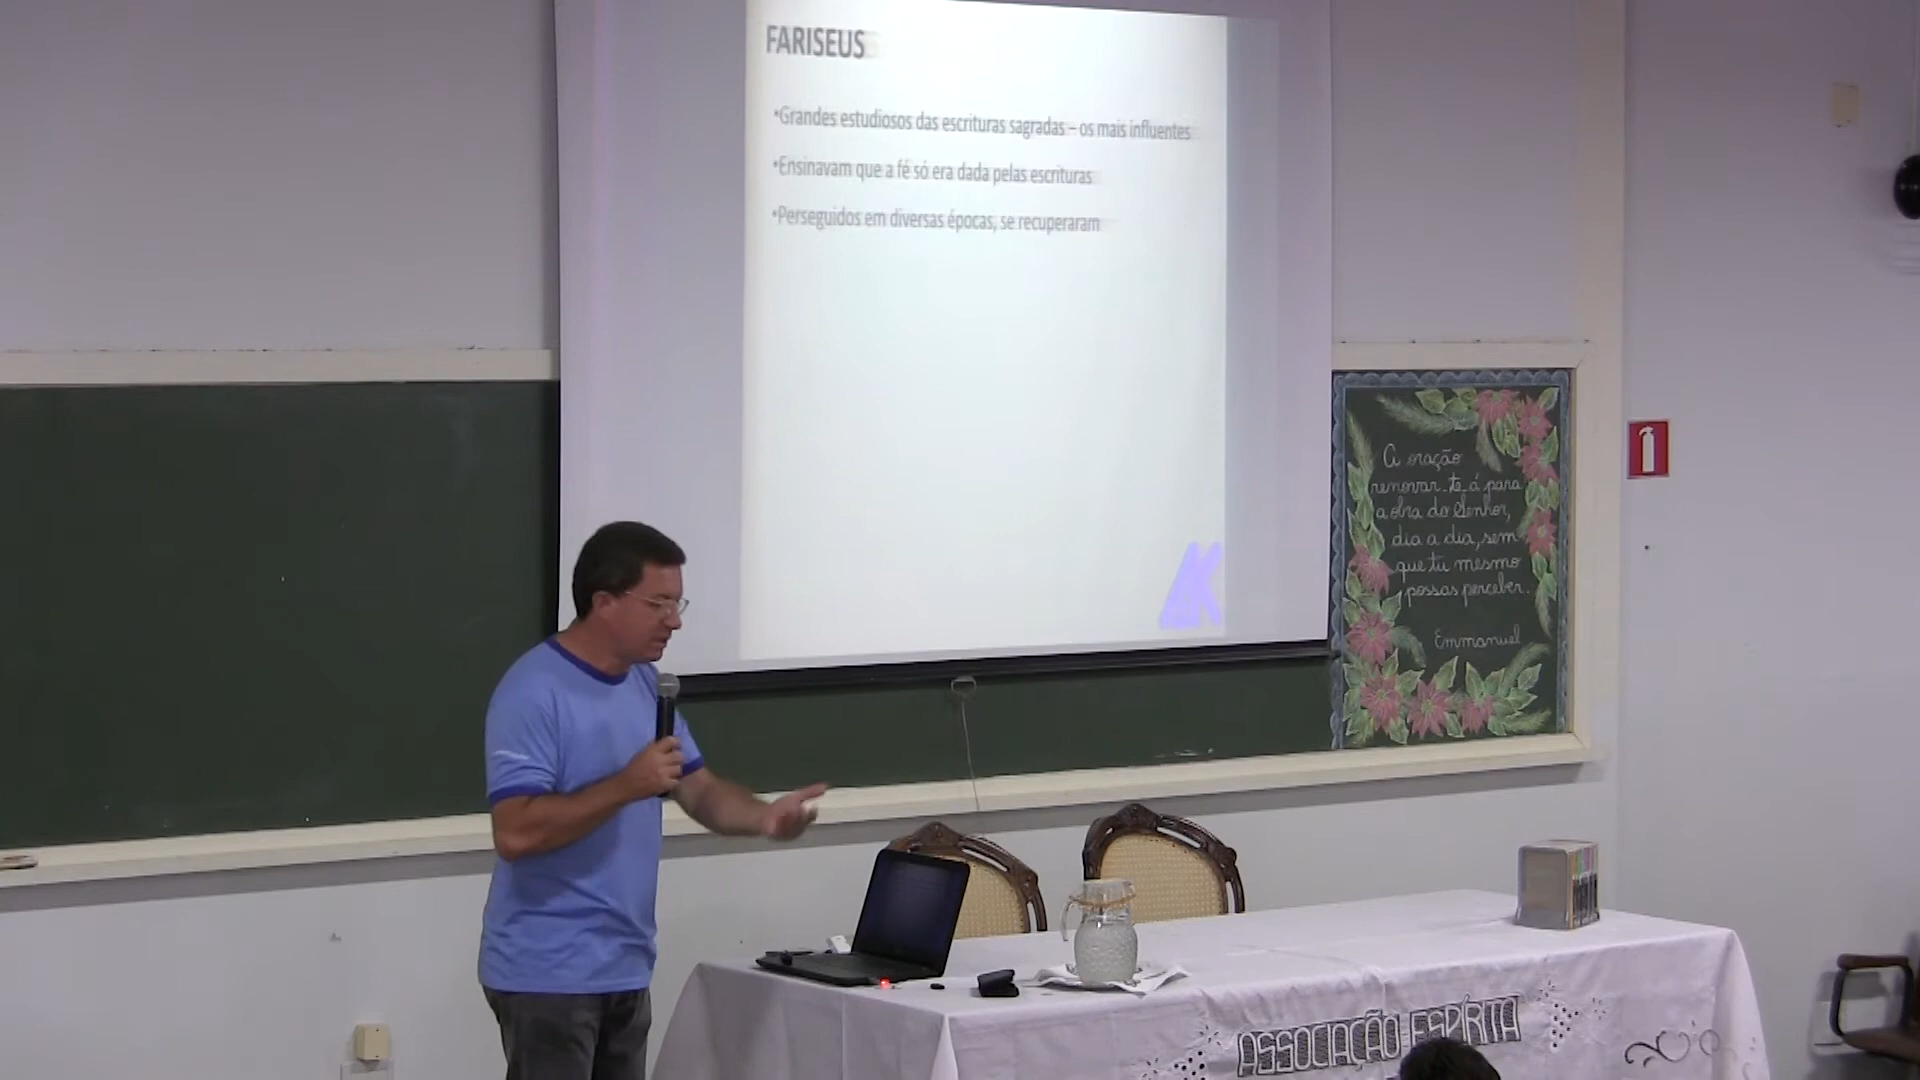 FARISEUS
•Grandes estudiosos das escrituras sagradas – os mais influentes
•Ensinavam que a fé só era dada pelas escrituras
•Perseguidos em diversas épocas, se recuperaram
A oração
renovar-te-á para
a obra do Senhor,
dia a dia, sem
que tu mesmo
possas perceber.
Emmanuel
ASSOCIAÇÃO ESPÍRITA